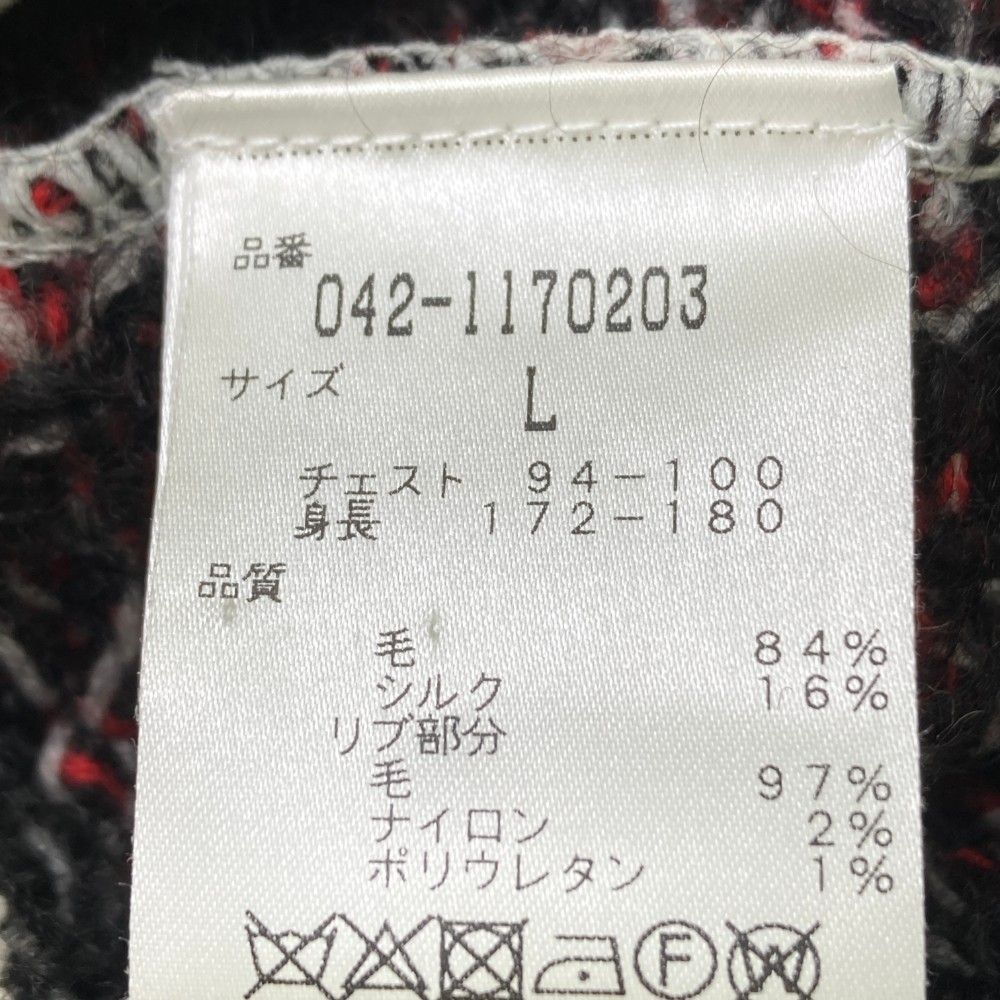 品番
042-1170203
サイズ L
チェスト 94-100
身長 172-180
品質
毛 84%
シルク 16%
リブ部分
毛 97%
ナイロン 2%
ポリウレタン 1%
F W